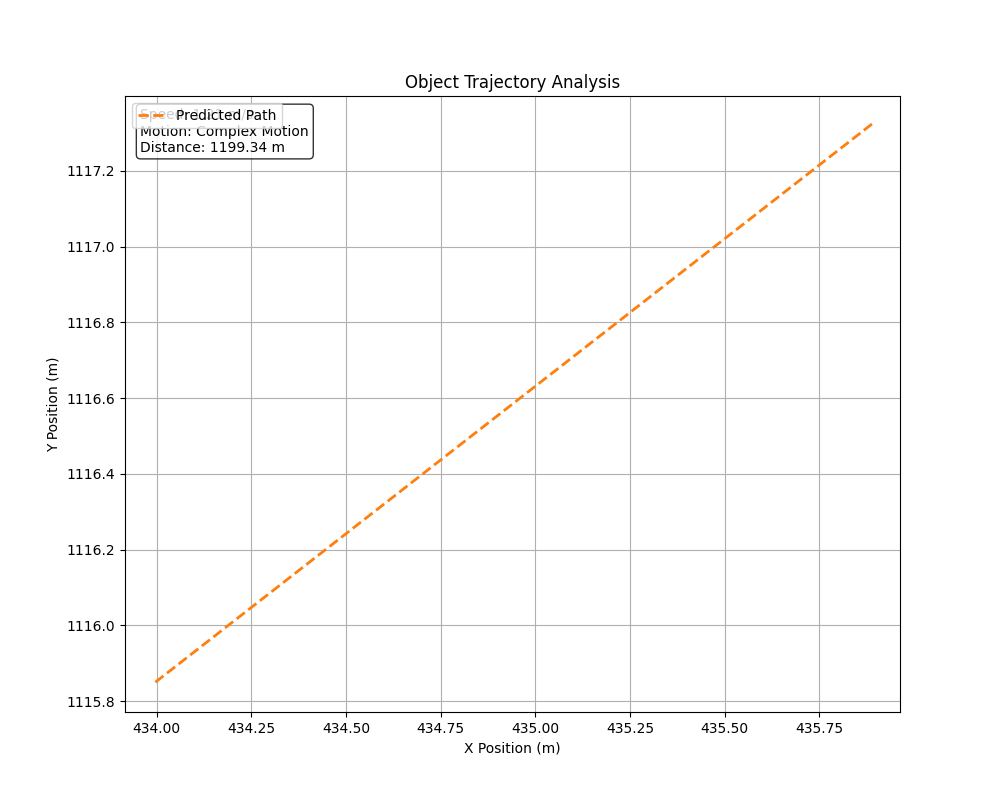 Object Trajectory Analysis
Predicted Path
Speed:
Motion: Complex Motion
Distance: 1199.34 m
Y Position (m)
1117.2
1117.0
1116.8
1116.6
1116.4
1116.2
1116.0
1115.8
434.00 434.25 434.50 434.75 435.00 435.25 435.50 435.75
X Position (m)